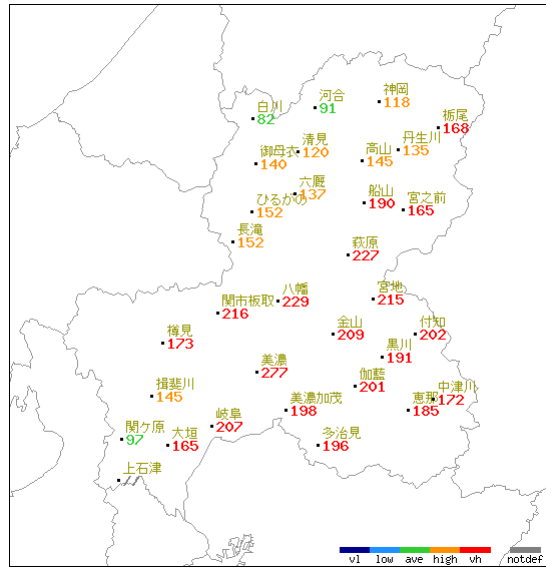 神岡
118
河合
91
白川
82
栃尾
168
丹生川
135
清見
120
御母衣
140
高山
145
六厩
137
船山
190
宮之前
165
ひるがの
152
長滝
152
萩原
227
八幡
229
宮地
215
関市板取
216
金山
209
付知
202
樽見
173
黒川
191
美濃
277
揖斐川
145
伽藍
201
中津川
172
恵那
185
美濃加茂
198
岐阜
207
関ケ原
97
大垣
165
多治見
196
上石津
vl low ave high vh notdef